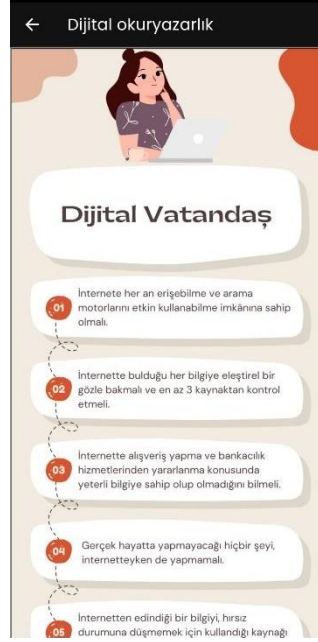 Dijital okuryazarlık
Dijital Vatandaş
01
İnternete her an erişebilme ve arama
motorlarını etkin kullanabilme imkânına sahip
olmalı.
02
İnternette bulduğu her bilgiye eleştirel bir
gözle bakmalı ve en az 3 kaynaktan kontrol
etmeli.
03
İnternette alışveriş yapma ve bankacılık
hizmetlerinden yararlanma konusunda
yeterli bilgiye sahip olup olmadığını bilmeli.
04
Gerçek hayatta yapmayacağı hiçbir şeyi,
internetteyken de yapmamalı.
05
İnternetten edindiği bir bilgiyi, hırsız
durumuna düşmemek için kullandığı kaynağı